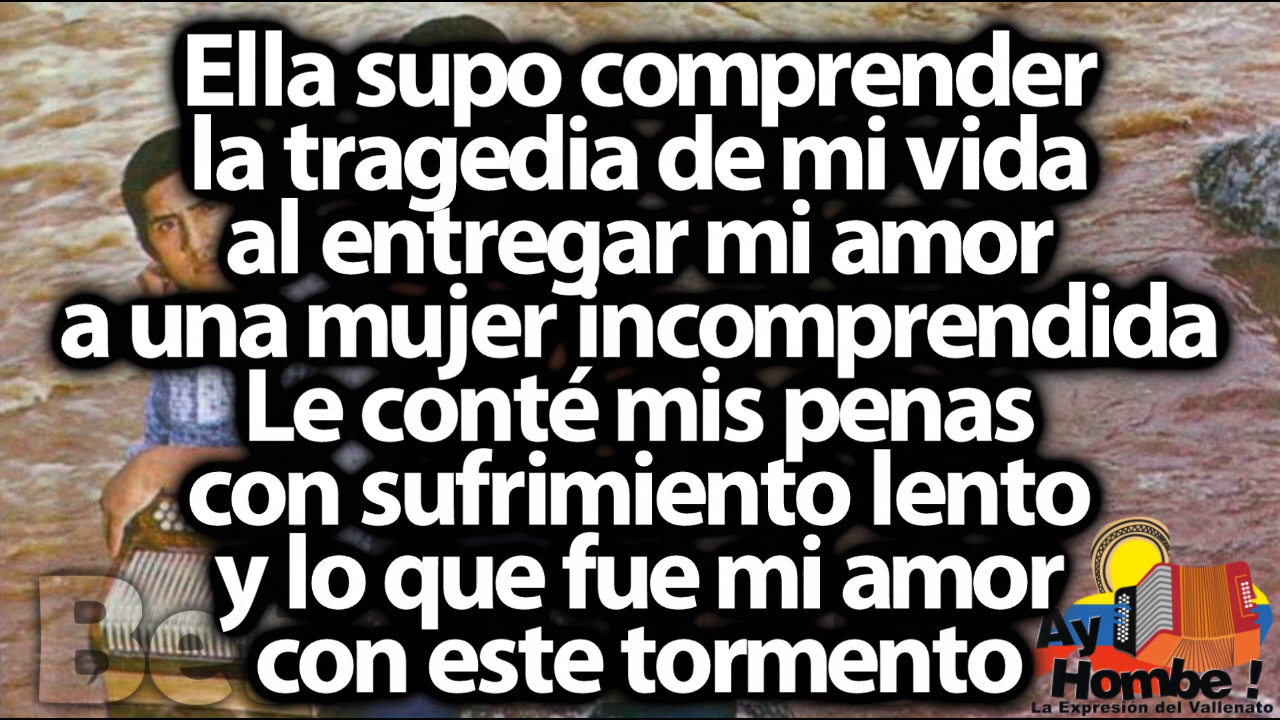 Ella supo comprender
la tragedia de mi vida
al entregar mi amor
a una mujer incomprendida
Le conté mis penas
con sufrimiento lento
y lo que fue mi amor
con este tormento
Be
Ay
Hombe !
La Expresión del Vallenato